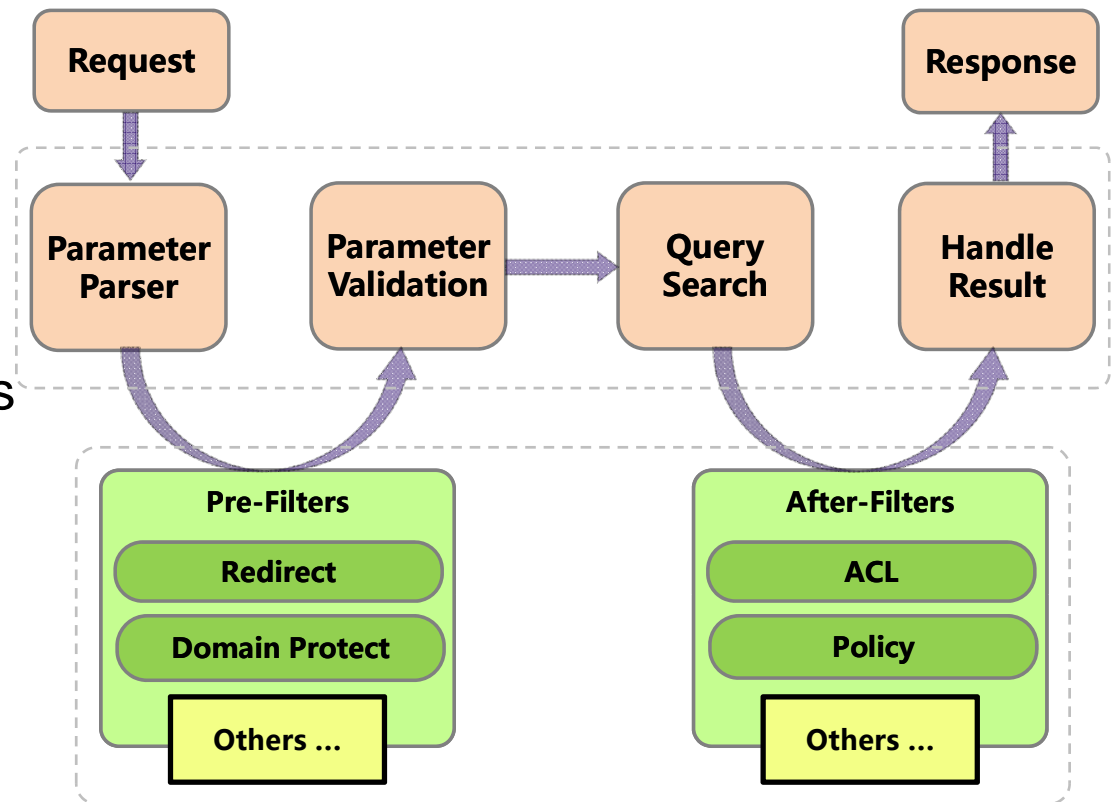 Request
Response
Parameter
Parser
Parameter
Validation
Query
Search
Handle
Result
s
Pre-Filters
Redirect
Domain Protect
Others ...
After-Filters
ACL
Policy
Others ...